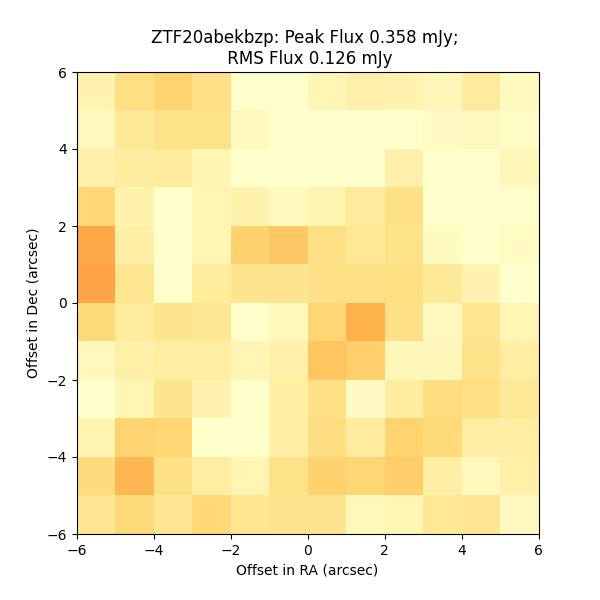 ZTF20abekbzp: Peak Flux 0.358 mJy;
RMS Flux 0.126 mJy
6
4
2
0
−2
−4
−6
Offset in Dec (arcsec)
−6 −4 −2 0 2 4 6
Offset in RA (arcsec)